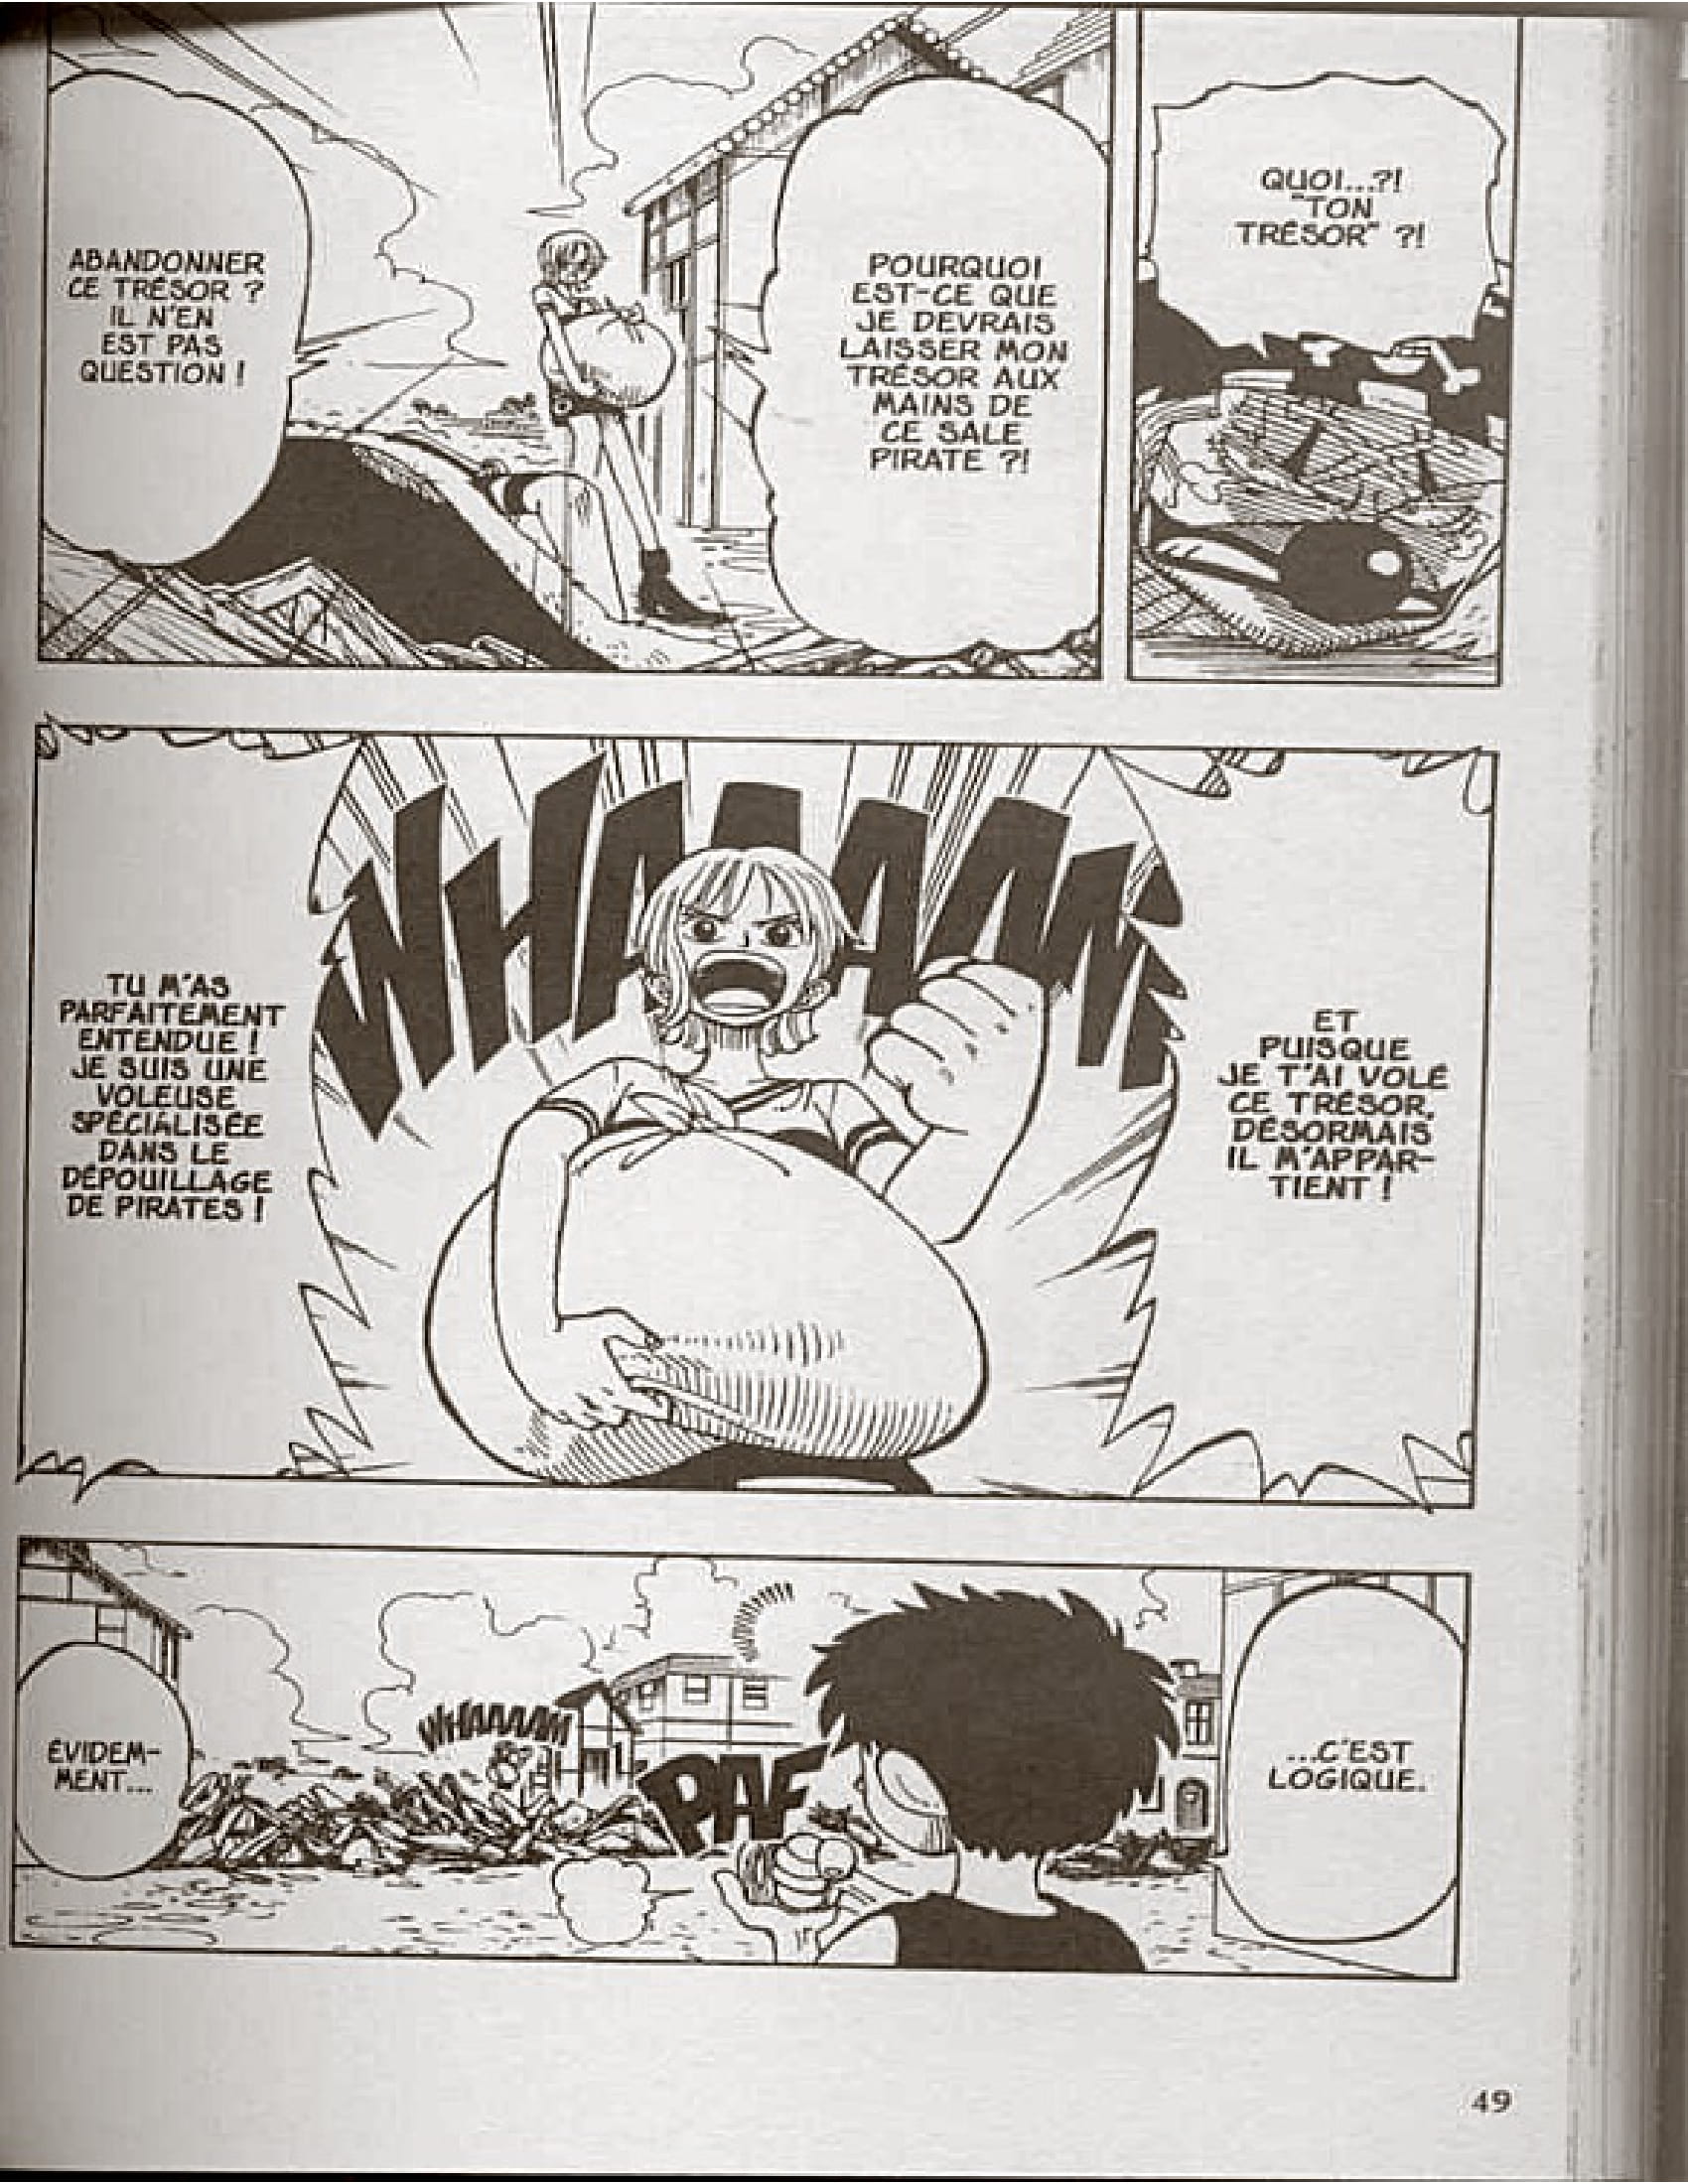 QUOI...?!
"TON
TRÉSOR" ?!
POURQUOI
EST-CE QUE
JE DEVRAIS
LAISSER MON
TRÉSOR AUX
MAINS DE
CE SALE
PIRATE ?!
ABANDONNER
CE TRÉSOR ?
IL N'EN
EST PAS
QUESTION !
ET
PUISQUE
JE T'AI VOLÉ
CE TRÉSOR,
DÉSORMAIS
IL M'APPAR-
TIENT !
WHAAAAM
TU M'AS
PARFAITEMENT
ENTENDUE !
JE SUIS UNE
VOLEUSE
SPÉCIALISÉE
DANS LE
DÉPOUILLAGE
DE PIRATES !
...C'EST
LOGIQUE.
PAF
WHAAAAM
ÉVIDEM-
MENT...
49